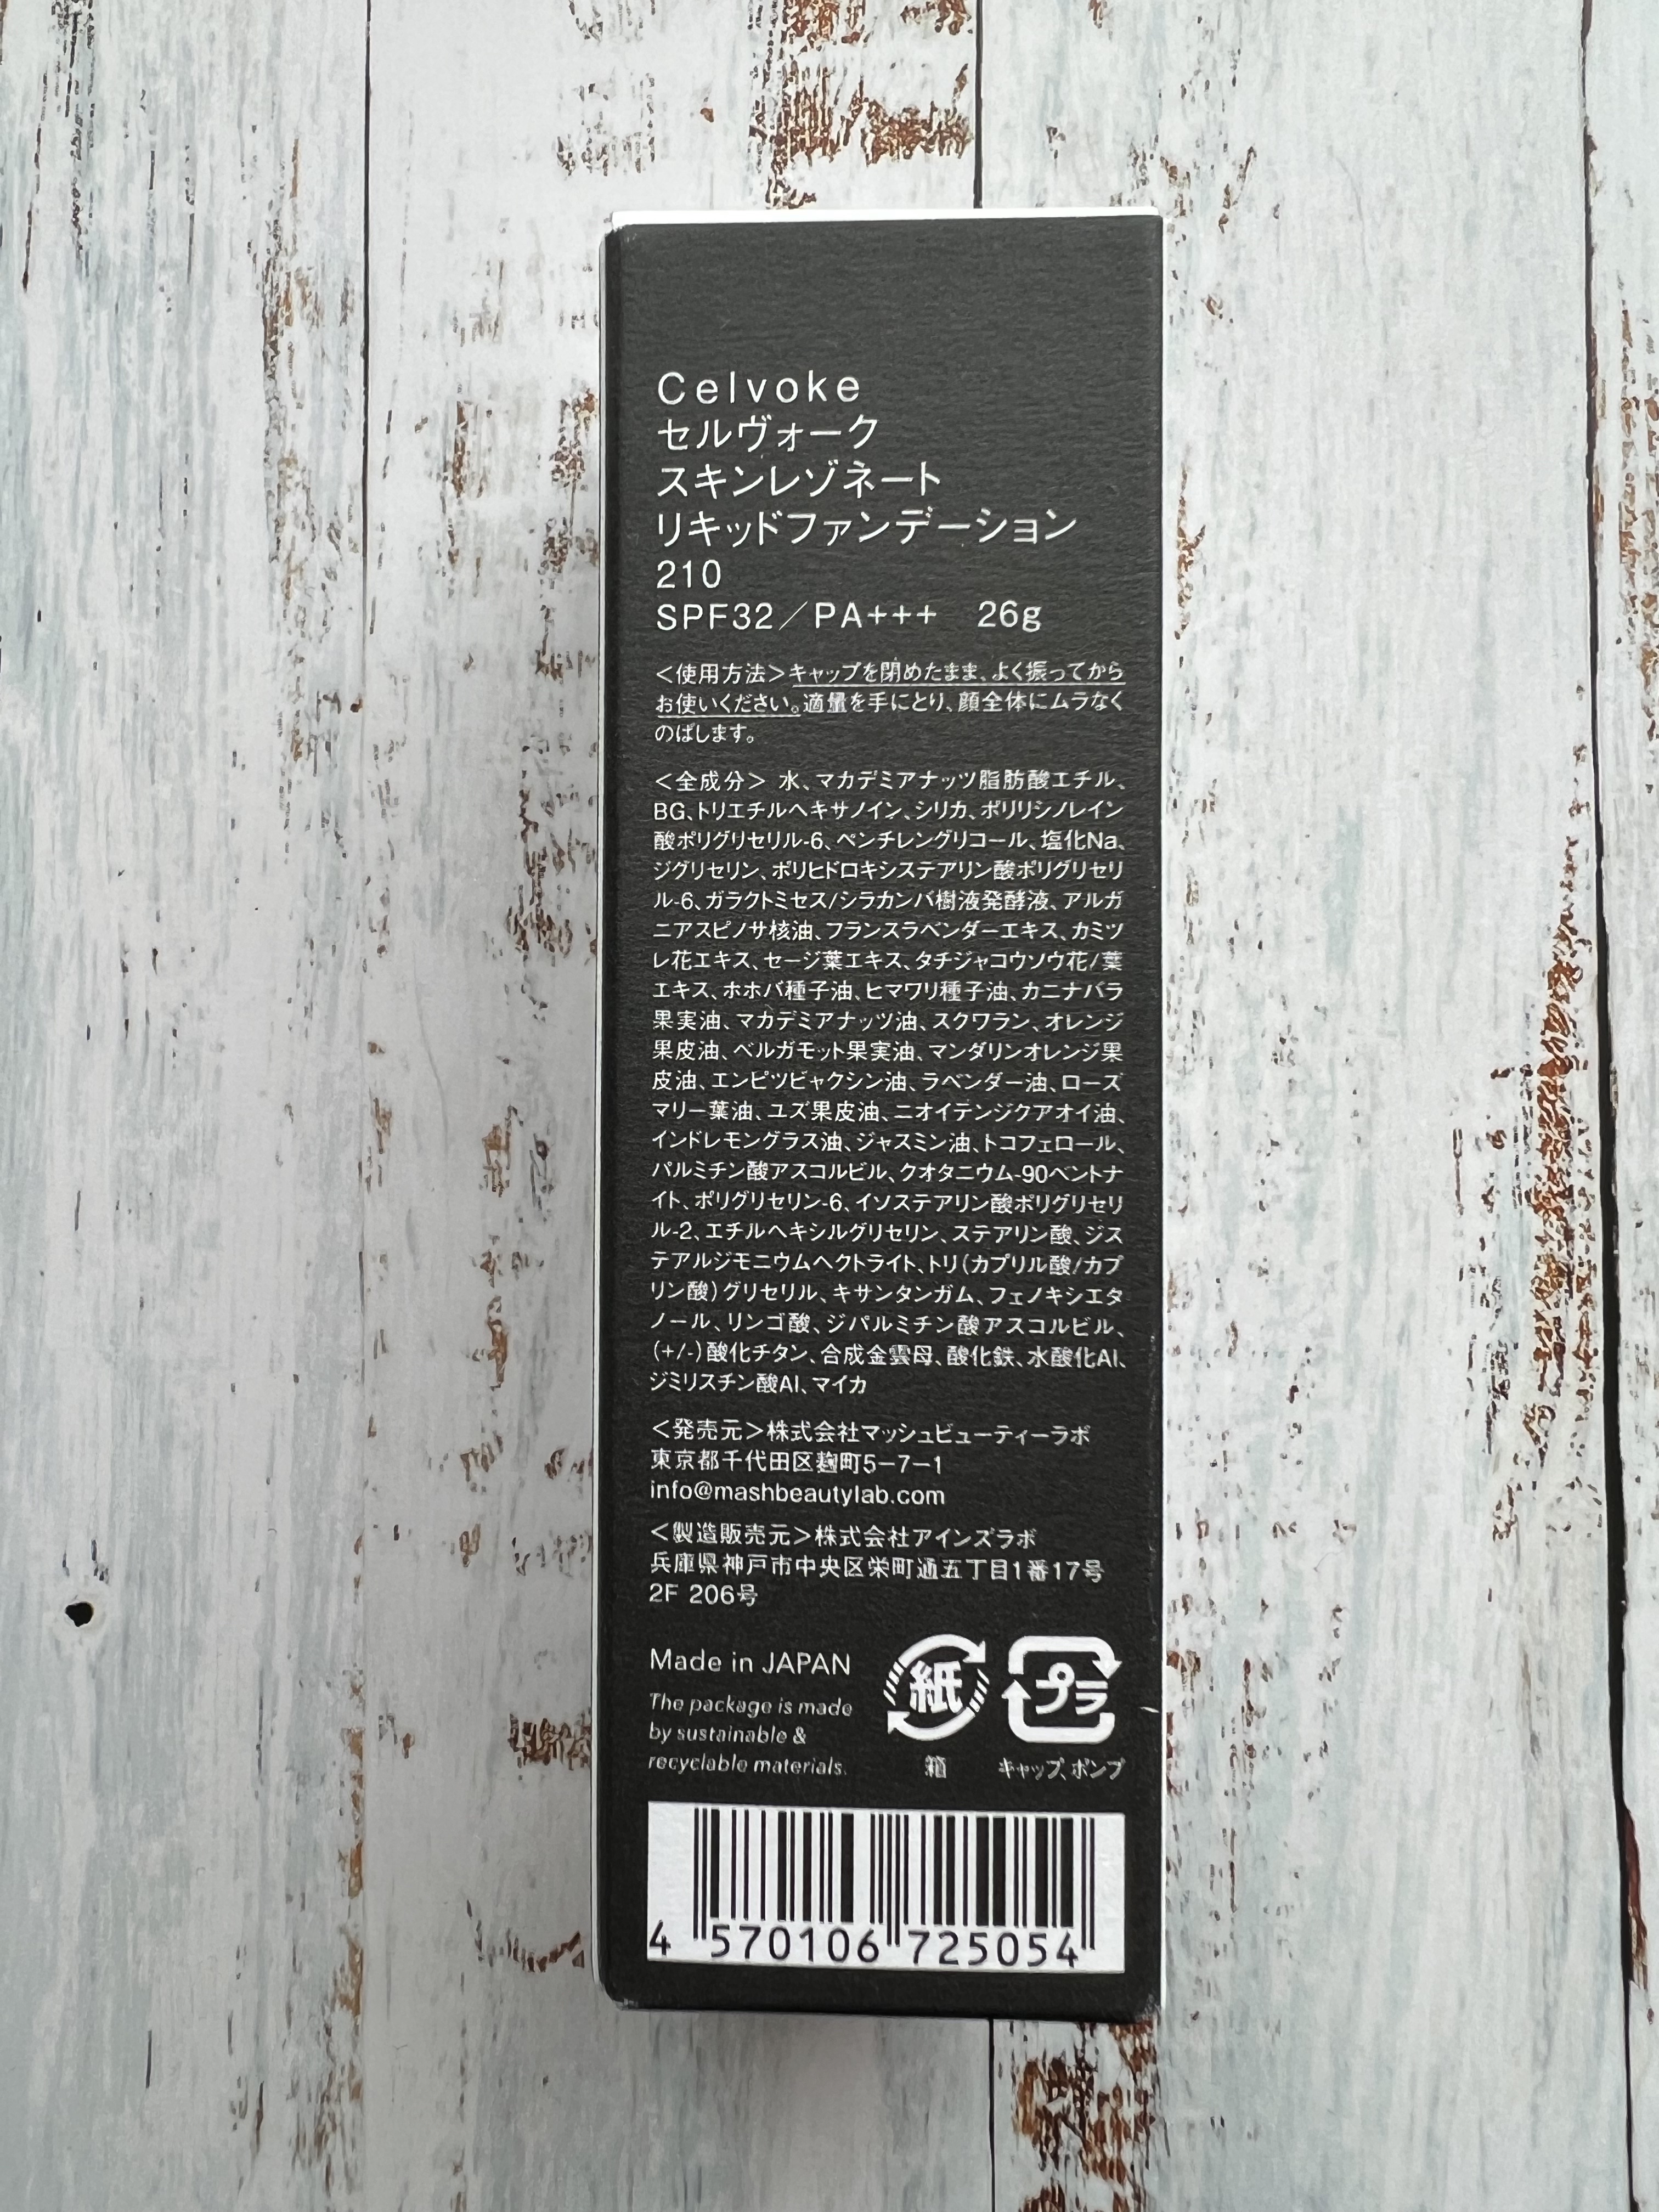 Celvoke
セルヴォーク
スキンレゾネート
リキッドファンデーション
210
SPF32／PA+++　26g
＜使用方法＞キャップを閉めたまま、よく振ってから
お使いください。適量を手にとり、顔全体にムラなく
のばします。
＜全成分＞ 水、マカデミアナッツ脂肪酸エチル、
BG、トリエチルヘキサノイン、シリカ、ポリリシノレイン
酸ポリグリセリル-6、ペンチレングリコール、塩化Na、
ジグリセリン、ポリヒドロキシステアリン酸ポリグリセリ
ル-6、ガラクトミセス/シラカンバ樹液発酵液、アルガ
ニアスピノサ核油、フランスラベンダーエキス、カミツ
レ花エキス、セージ葉エキス、タチジャコウソウ花/葉
エキス、ホホバ種子油、ヒマワリ種子油、カニナバラ
果実油、マカデミアナッツ油、スクワラン、オレンジ
果皮油、ベルガモット果実油、マンダリンオレンジ果
皮油、エンピツビャクシン油、ラベンダー油、ローズ
マリー葉油、ユズ果皮油、ニオイテンジクアオイ油、
インドレモングラス油、ジャスミン油、トコフェロール、
パルミチン酸アスコルビル、クオタニウム-90ベントナ
イト、ポリグリセリン-6、イソステアリン酸ポリグリセリ
ル-2、エチルヘキシルグリセリン、ステアリン酸、ジス
テアルジモニウムヘクトライト、トリ(カプリル酸/カプ
リン酸)グリセリル、キサンタンガム、フェノキシエタ
ノール、リンゴ酸、ジパルミチン酸アスコルビル、
(+/-)酸化チタン、合成金雲母、酸化鉄、水酸化Al、
ジミリスチン酸Al、マイカ
＜発売元＞株式会社マッシュビューティーラボ
東京都千代田区麹町5－7－1
info@mashbeautylab.com
＜製造販売元＞株式会社アインズラボ
兵庫県神戸市中央区栄町通五丁目1番17号
2F 206号
Made in JAPAN
The package is made
by sustainable &
recyclable materials.
紙
箱
プラ
キャップ、ポンプ
4 570106 725054